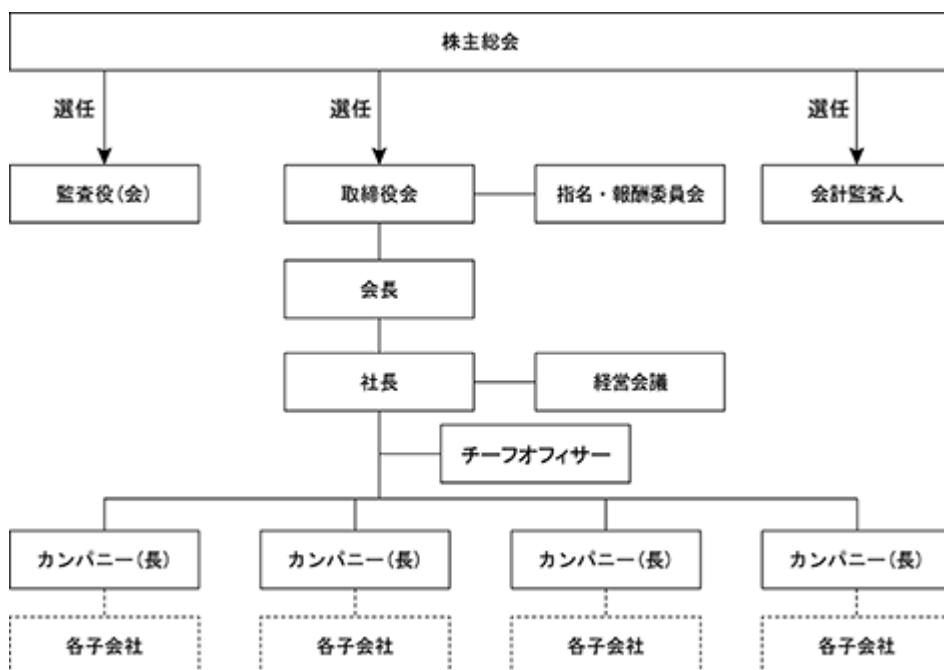 株主総会
選任
選任
選任
監査役(会)
取締役会
指名・報酬委員会
会計監査人
会長
社長
経営会議
チーフオフィサー
カンパニー(長)
カンパニー(長)
カンパニー(長)
カンパニー(長)
各子会社
各子会社
各子会社
各子会社